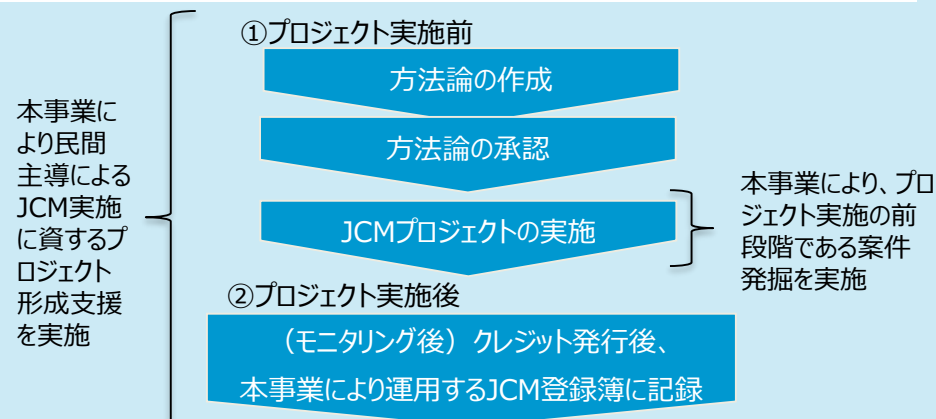 ①プロジェクト実施前
方法論の作成
方法論の承認
JCMプロジェクトの実施
②プロジェクト実施後
（モニタリング後）クレジット発行後、
本事業により運用するJCM登録簿に記録
本事業に
より民間
主導による
JCM実施
に資するプ
ロジェクト
形成支援
を実施
本事業により、プロ
ジェクト実施の前
段階である案件
発掘を実施